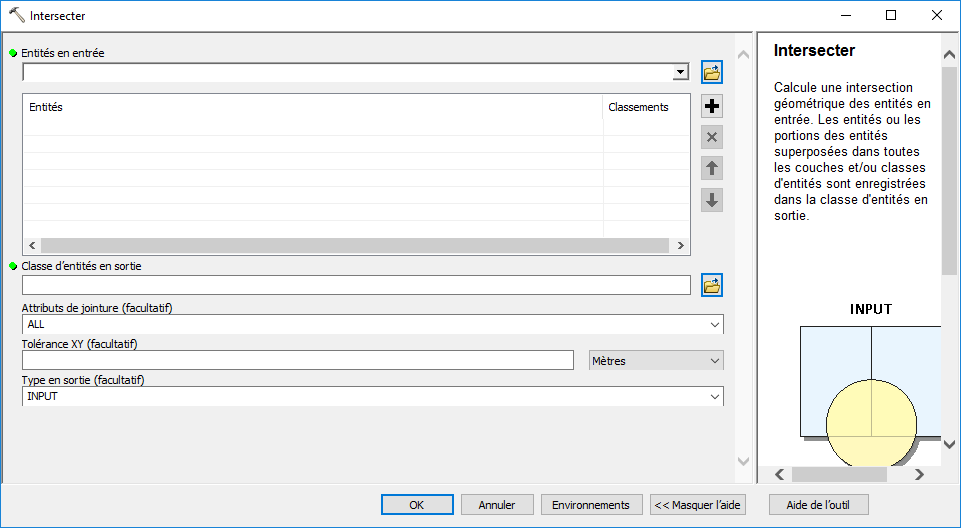 Intersecter
Entités en entrée
Entités
Classements
Classe d'entités en sortie
Attributs de jointure (facultatif)
ALL
Tolérance XY (facultatif)
Mètres
Type en sortie (facultatif)
INPUT
Intersecter
Calcule une intersection
géométrique des entités en
entrée. Les entités ou les
portions des entités
superposées dans toutes
les couches et/ou classes
d'entités sont enregistrées
dans la classe d'entités en
sortie.
INPUT
OK
Annuler
Environnements
<< Masquer l'aide
Aide de l'outil